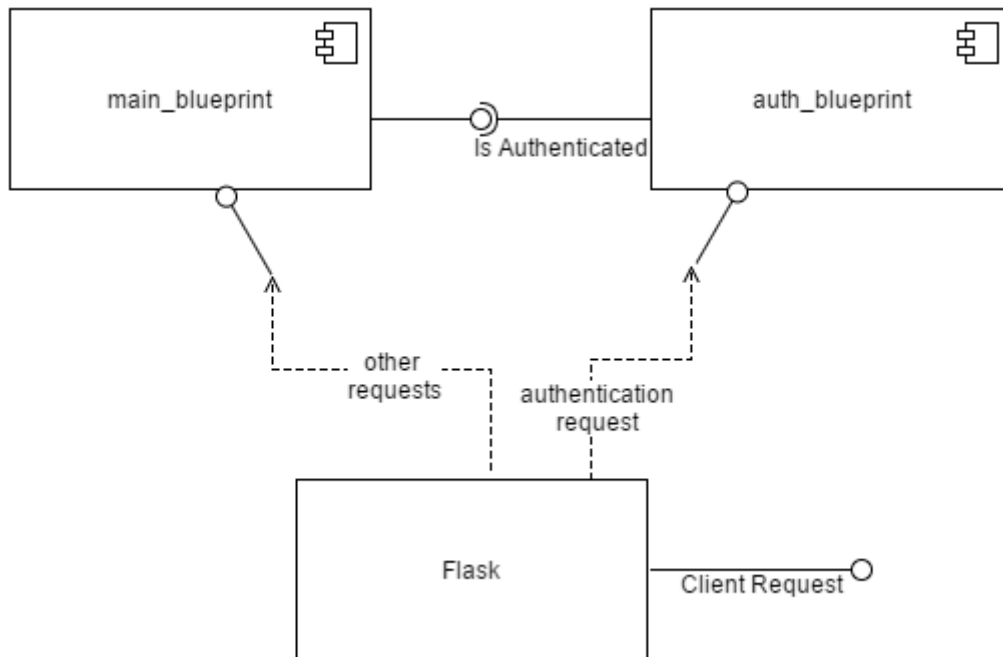 main_blueprint
auth_blueprint
Is Authenticated
other
requests
authentication
request
Flask
Client Request